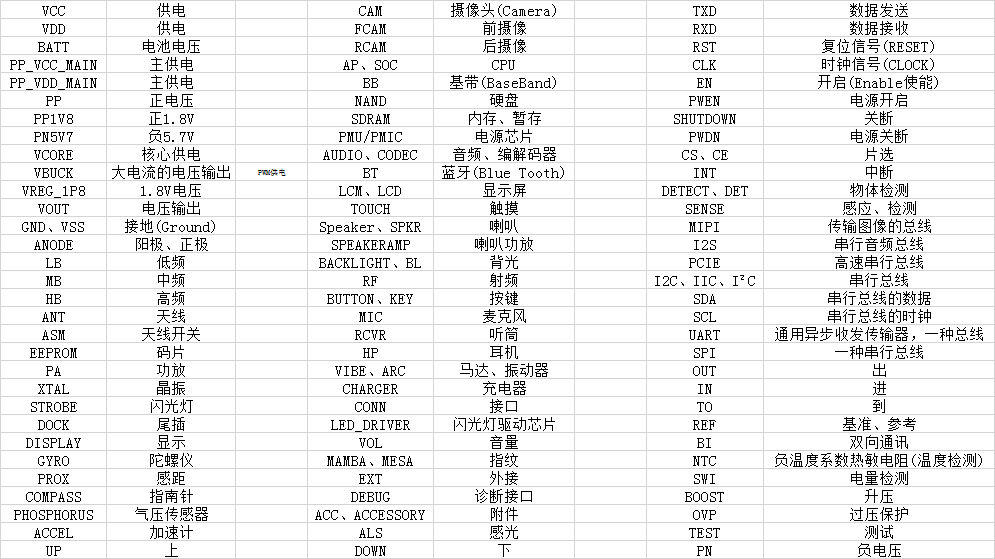 VCC 供电 CAM 摄像头(Camera) TXD 数据发送
VDD 供电 FCAM 前摄像 RXD 数据接收
BATT 电池电压 RCAM 后摄像 RST 复位信号(RESET)
PP_VCC_MAIN 主供电 AP、SOC CPU CLK 时钟信号(CLOCK)
PP_VDD_MAIN 主供电 BB 基带(BaseBand) EN 开启(Enable使能)
PP 正电压 NAND 硬盘 PWEN 电源开启
PP1V8 正1.8V SDRAM 内存、暂存 SHUTDOWN 关断
PN5V7 负5.7V PMU/PMIC 电源芯片 PWDN 电源关断
VCORE 核心供电 AUDIO、CODEC 音频、编解码器 CS、CE 片选
VBUCK 大电流的电压输出 PWM供电 BT 蓝牙(Blue Tooth) INT 中断
VREG_1P8 1.8V电压 LCM、LCD 显示屏 DETECT、DET 物体检测
VOUT 电压输出 TOUCH 触摸 SENSE 感应、检测
GND、VSS 接地(Ground) Speaker、SPKR 喇叭 MIPI 传输图像的总线
ANODE 阳极、正极 SPEAKERAMP 喇叭功放 I2S 串行音频总线
LB 低频 BACKLIGHT、BL 背光 PCIE 高速串行总线
MB 中频 RF 射频 I2C、IIC、I²C 串行总线
HB 高频 BUTTON、KEY 按键 SDA 串行总线的数据
ANT 天线 MIC 麦克风 SCL 串行总线的时钟
ASM 天线开关 RCVR 听筒 UART 通用异步收发传输器，一种总线
EEPROM 码片 HP 耳机 SPI 一种串行总线
PA 功放 VIBE、ARC 马达、振动器 OUT 出
XTAL 晶振 CHARGER 充电器 IN 进
STROBE 闪光灯 CONN 接口 TO 到
DOCK 尾插 LED_DRIVER 闪光灯驱动芯片 REF 基准、参考
DISPLAY 显示 VOL 音量 BI 双向通讯
GYRO 陀螺仪 MAMBA、MESA 指纹 NTC 负温度系数热敏电阻(温度检测)
PROX 感距 EXT 外接 SWI 电量检测
COMPASS 指南针 DEBUG 诊断接口 BOOST 升压
PHOSPHORUS 气压传感器 ACC、ACCESSORY 附件 OVP 过压保护
ACCEL 加速计 ALS 感光 TEST 测试
UP 上 DOWN 下 PN 负电压